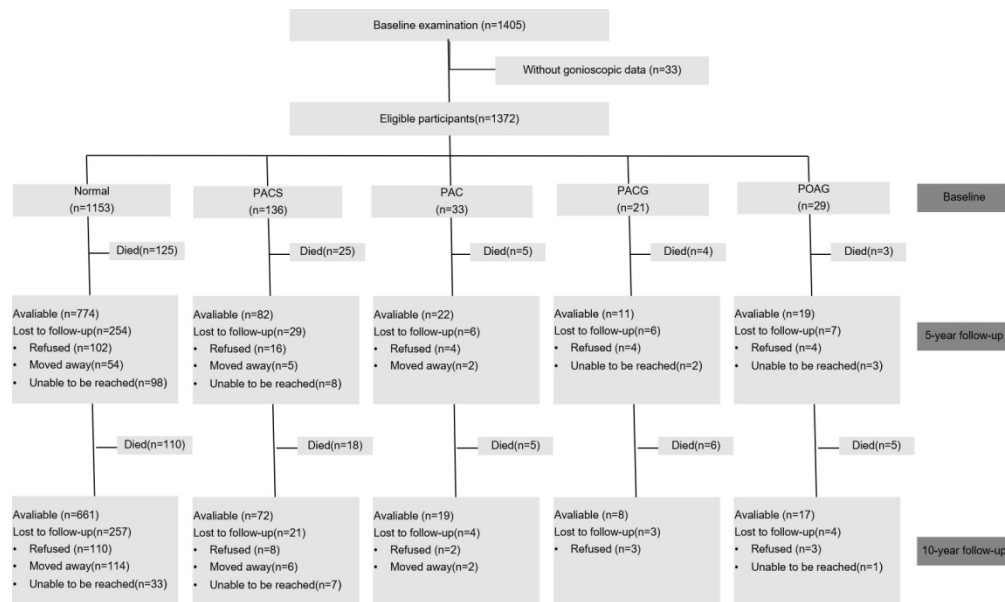 Baseline examination (n=1405)
Without gonioscopic data (n=33)
Eligible participants(n=1372)
Normal
(n=1153)
PACS
(n=136)
PAC
(n=33)
PACG
(n=21)
POAG
(n=29)
Baseline
Died(n=125)
Died(n=25)
Died(n=5)
Died(n=4)
Died(n=3)
Avaliable (n=774)
Lost to follow-up(n=254)
• Refused (n=102)
• Moved away(n=54)
• Unable to be reached(n=98)
Avaliable (n=82)
Lost to follow-up(n=29)
• Refused (n=16)
• Moved away(n=5)
• Unable to be reached(n=8)
Avaliable (n=22)
Lost to follow-up(n=6)
• Refused (n=4)
• Moved away(n=2)
Avaliable (n=11)
Lost to follow-up(n=6)
• Refused (n=4)
• Unable to be reached(n=2)
Avaliable (n=19)
Lost to follow-up(n=7)
• Refused (n=4)
• Unable to be reached(n=3)
5-year follow-up
Died(n=110)
Died(n=18)
Died(n=5)
Died(n=6)
Died(n=5)
Avaliable (n=661)
Lost to follow-up(n=257)
• Refused (n=110)
• Moved away(n=114)
• Unable to be reached(n=33)
Avaliable (n=72)
Lost to follow-up(n=21)
• Refused (n=8)
• Moved away(n=6)
• Unable to be reached(n=7)
Avaliable (n=19)
Lost to follow-up(n=4)
• Refused (n=2)
• Moved away(n=2)
Avaliable (n=8)
Lost to follow-up(n=3)
• Refused (n=3)
Avaliable (n=17)
Lost to follow-up(n=4)
• Refused (n=3)
• Unable to be reached(n=1)
10-year follow-up